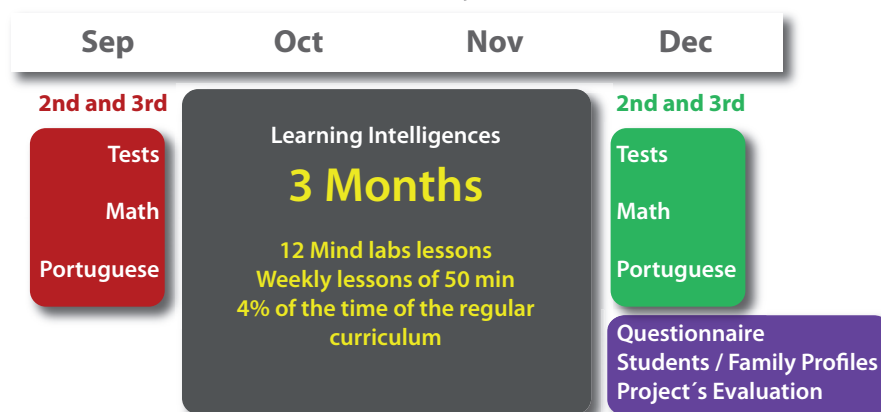 Sep Oct Nov Dec
2nd and 3rd
Tests
Math
Portuguese
Learning Intelligences
3 Months
12 Mind labs lessons
Weekly lessons of 50 min
4% of the time of the regular
curriculum
2nd and 3rd
Tests
Math
Portuguese
Questionnaire
Students / Family Profiles
Project´s Evaluation